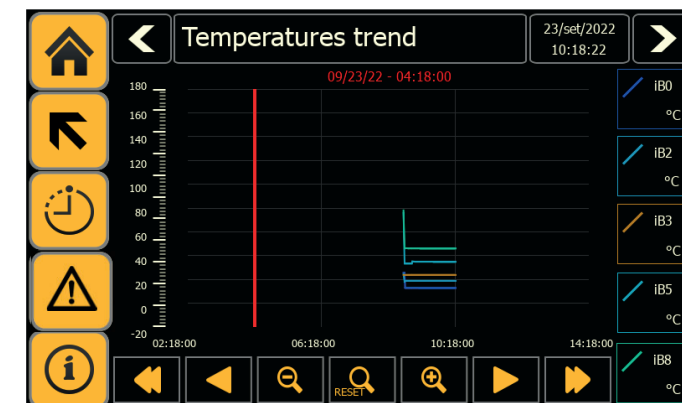 Temperatures trend
23/set/2022
10:18:22
09/23/22 - 04:18:00
180
160
140
120
100
80
60
40
20
0
-20
02:18:00
06:18:00
10:18:00
14:18:00
iB0
°C
iB2
°C
iB3
°C
iB5
°C
iB8
°C
RESET